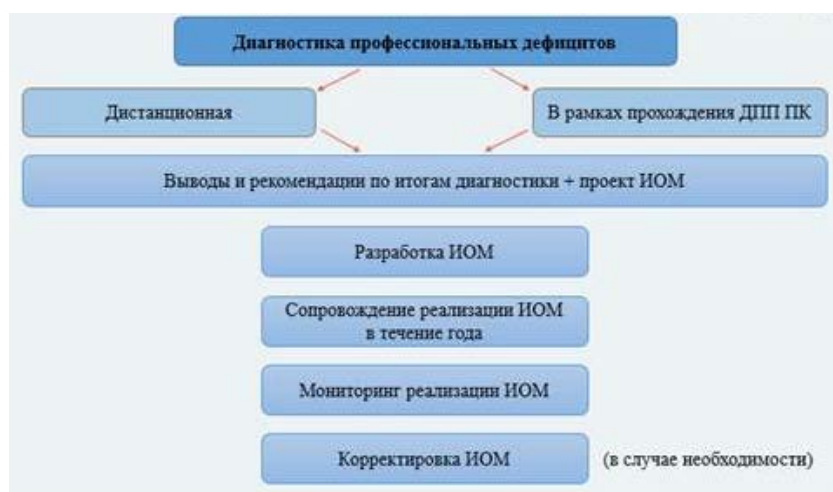 Диагностика профессиональных дефицитов
Дистанционная
В рамках прохождения ДПП ПК
Выводы и рекомендации по итогам диагностики + проект ИОМ
Разработка ИОМ
Сопровождение реализации ИОМ
в течение года
Мониторинг реализации ИОМ
Корректировка ИОМ
(в случае необходимости)